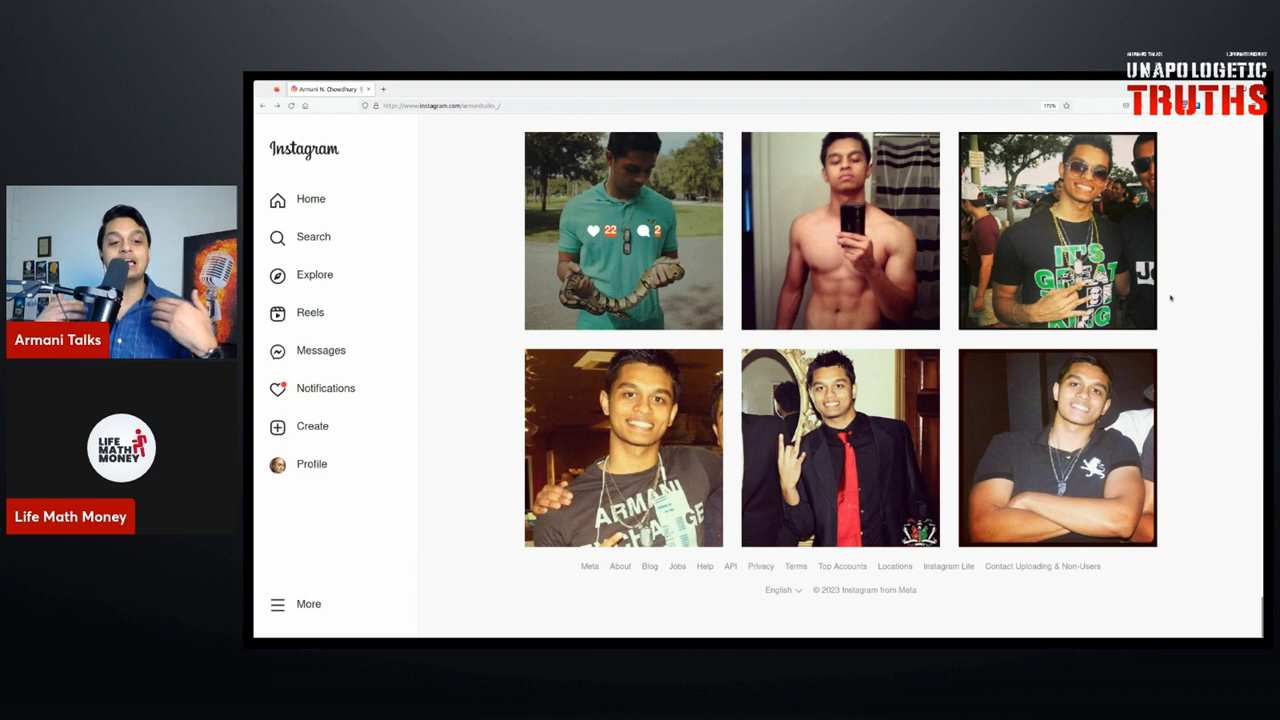 UNAPOLOGETIC
TRUTHS
Armani N. Chowdhury
https://www.instagram.com/armanitalks_/
170%
Instagram
Home
Search
Explore
Reels
Messages
Notifications
Create
Profile
More
22 2
IT'S
GREAT
KING
ARMANI
Meta About Blog Jobs Help API Privacy Terms Top Accounts Locations Instagram Lite Contact Uploading & Non-Users
English © 2023 Instagram from Meta
Armani Talks
LIFE
MATH
MONEY
Life Math Money